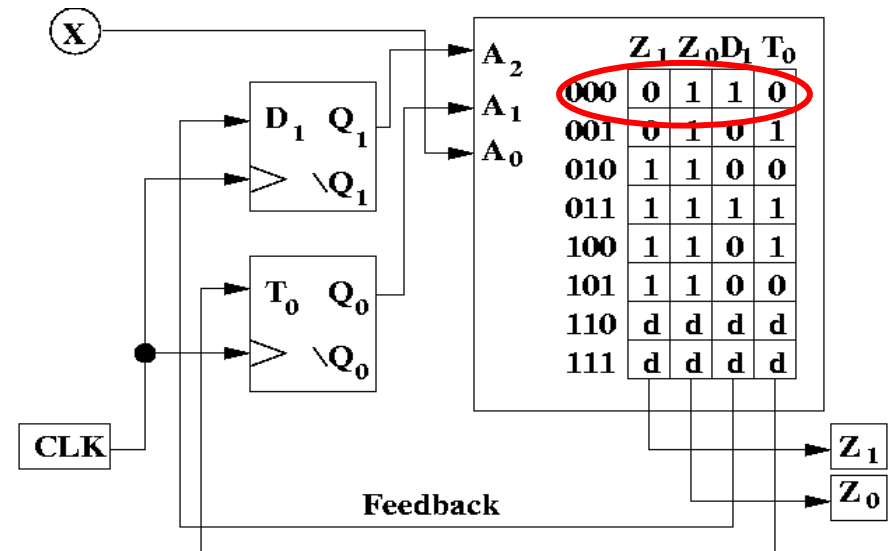 X
Z1 Z0 D1 T0
A2
A1
A0
000 0 1 1 0
001 0 1 0 1
010 1 1 0 0
011 1 1 1 1
100 1 1 0 1
101 1 1 0 0
110 d d d d
111 d d d d
D1 Q1
\Q1
T0 Q0
\Q0
CLK
Feedback
Z1
Z0